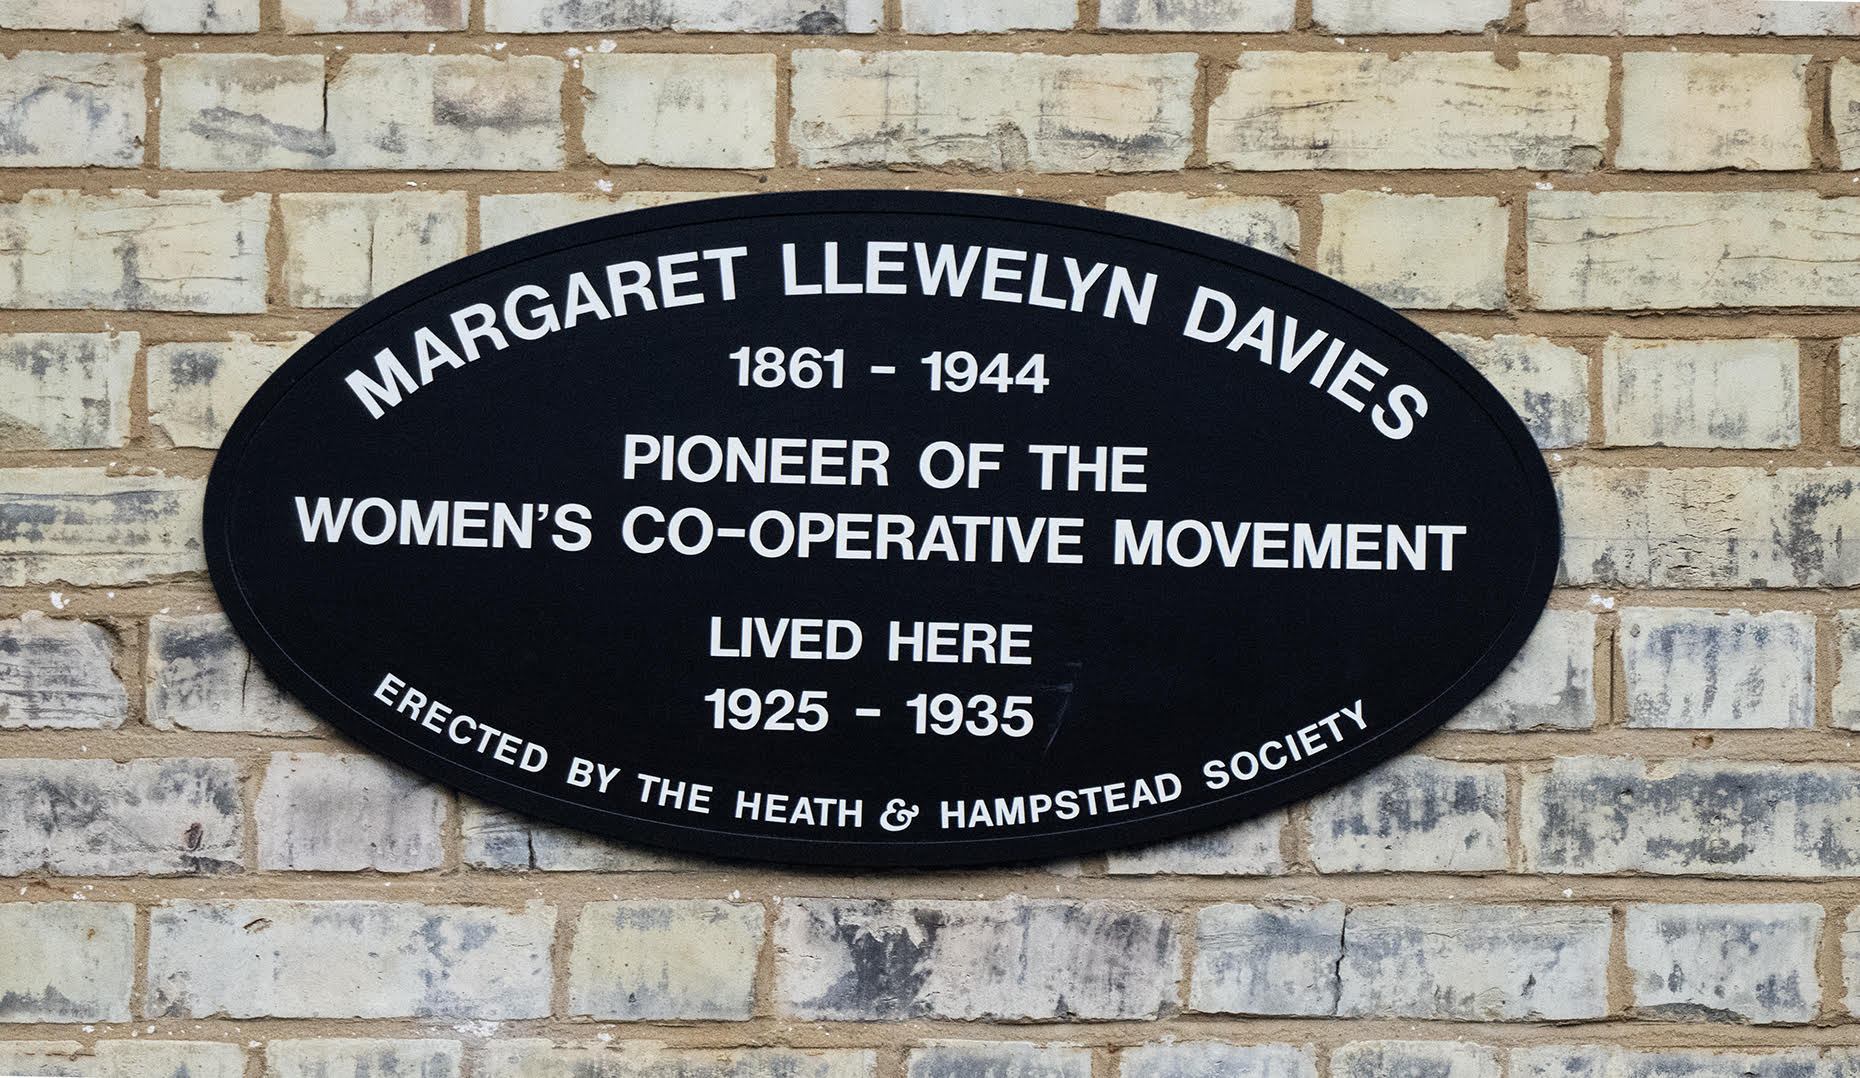 MARGARET LLEWELYN DAVIES
1861 - 1944
PIONEER OF THE
WOMEN'S CO-OPERATIVE MOVEMENT
LIVED HERE
1925 - 1935
ERECTED BY THE HEATH & HAMPSTEAD SOCIETY